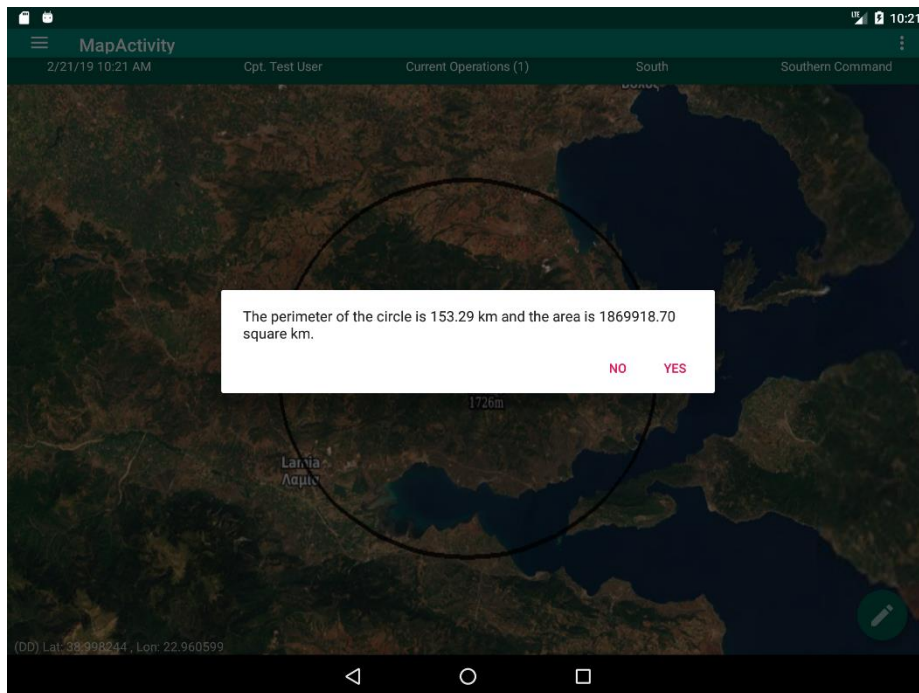 LTE 10:21
MapActivity
2/21/19 10:21 AM Cpt. Test User Current Operations (1) South Southern Command
Βόλος
The perimeter of the circle is 153.29 km and the area is 1869918.70
square km.
NO YES
1726m
Lamia
Λαμία
(DD) Lat: 38.998244 , Lon: 22.960599